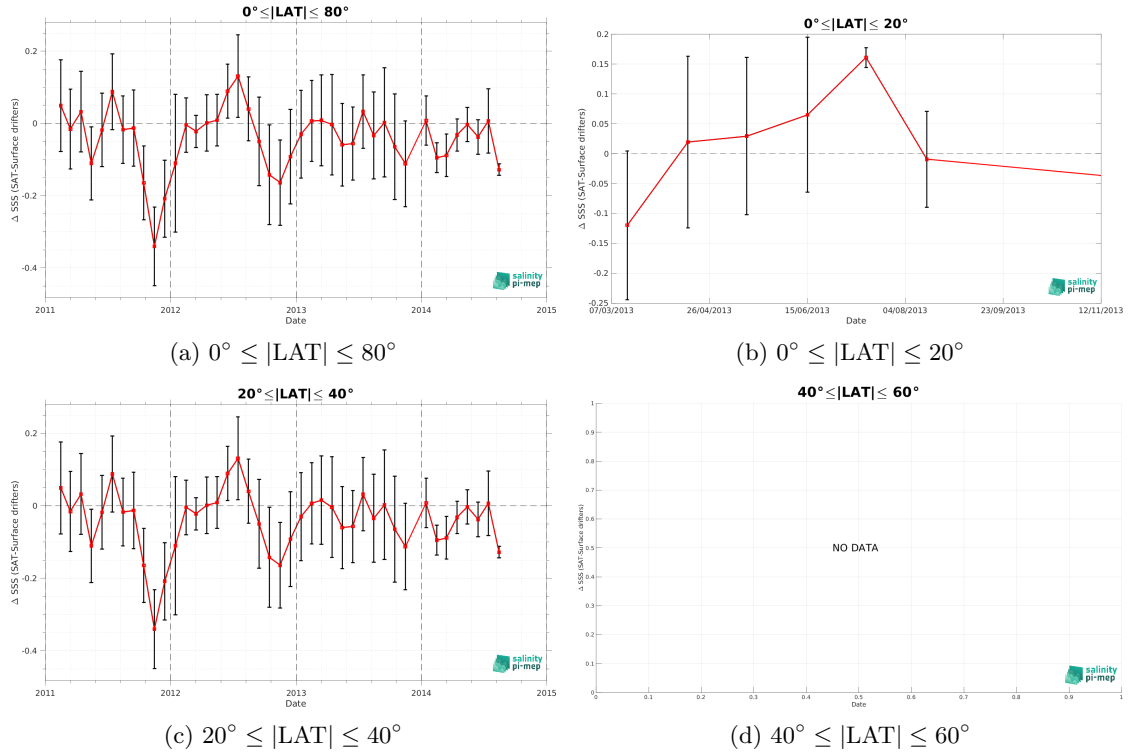 0°≤|LAT|≤ 80°
Δ SSS (SAT-Surface drifters)
0.2
0
-0.2
-0.4
2011
2012
2013
2014
2015
Date
salinity
pi-mep
(a) 0° ≤ |LAT| ≤ 80°
0°≤|LAT|≤ 20°
Δ SSS (SAT-Surface drifters)
0.2
0.15
0.1
0.05
0
-0.05
-0.1
-0.15
-0.2
-0.25
07/03/2013
26/04/2013
15/06/2013
04/08/2013
23/09/2013
12/11/2013
Date
salinity
pi-mep
(b) 0° ≤ |LAT| ≤ 20°
20°≤|LAT|≤ 40°
Δ SSS (SAT-Surface drifters)
0.2
0
-0.2
-0.4
2011
2012
2013
2014
2015
Date
salinity
pi-mep
(c) 20° ≤ |LAT| ≤ 40°
40°≤|LAT|≤ 60°
Δ SSS (SAT-Surface drifters)
1
0.9
0.8
0.7
0.6
0.5
0.4
0.3
0.2
0.1
0
NO DATA
0
0.1
0.2
0.3
0.4
0.5
0.6
0.7
0.8
0.9
1
Date
salinity
pi-mep
(d) 40° ≤ |LAT| ≤ 60°